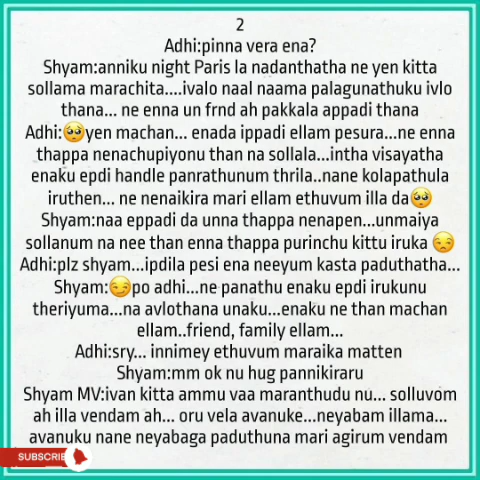 2
Adhi:pinna vera ena?
Shyam:anniku night Paris la nadanthatha ne yen kitta
sollama marachita....ivalo naal naama palagunathuku ivlo
thana... ne enna un frnd ah pakkala appadi thana
Adhi:🥺yen machan... enada ippadi ellam pesura...ne enna
thappa nenachupiyonu than na sollala...intha visayatha
enaku epdi handle panrathunum thrila..nane kolapathula
iruthen... ne nenaikira mari ellam ethuvum illa da🥺
Shyam:naa eppadi da unna thappa nenapen...unmaiya
sollanum na nee than enna thappa purinchu kittu iruka 😒
Adhi:plz shyam...ipdila pesi ena neeyum kasta paduthatha...
Shyam:😏po adhi...ne panathu enaku epdi irukunu
theriyuma...na avlothana unaku...enaku ne than machan
ellam..friend, family ellam...
Adhi:sry... innimey ethuvum maraika matten
Shyam:mm ok nu hug pannikiraru
Shyam MV:ivan kitta ammu vaa maranthudu nu... solluvom
ah illa vendam ah... oru vela avanuke...neyabam illama...
avanuku nane neyabaga paduthuna mari agirum vendam
SUBSCRIBE